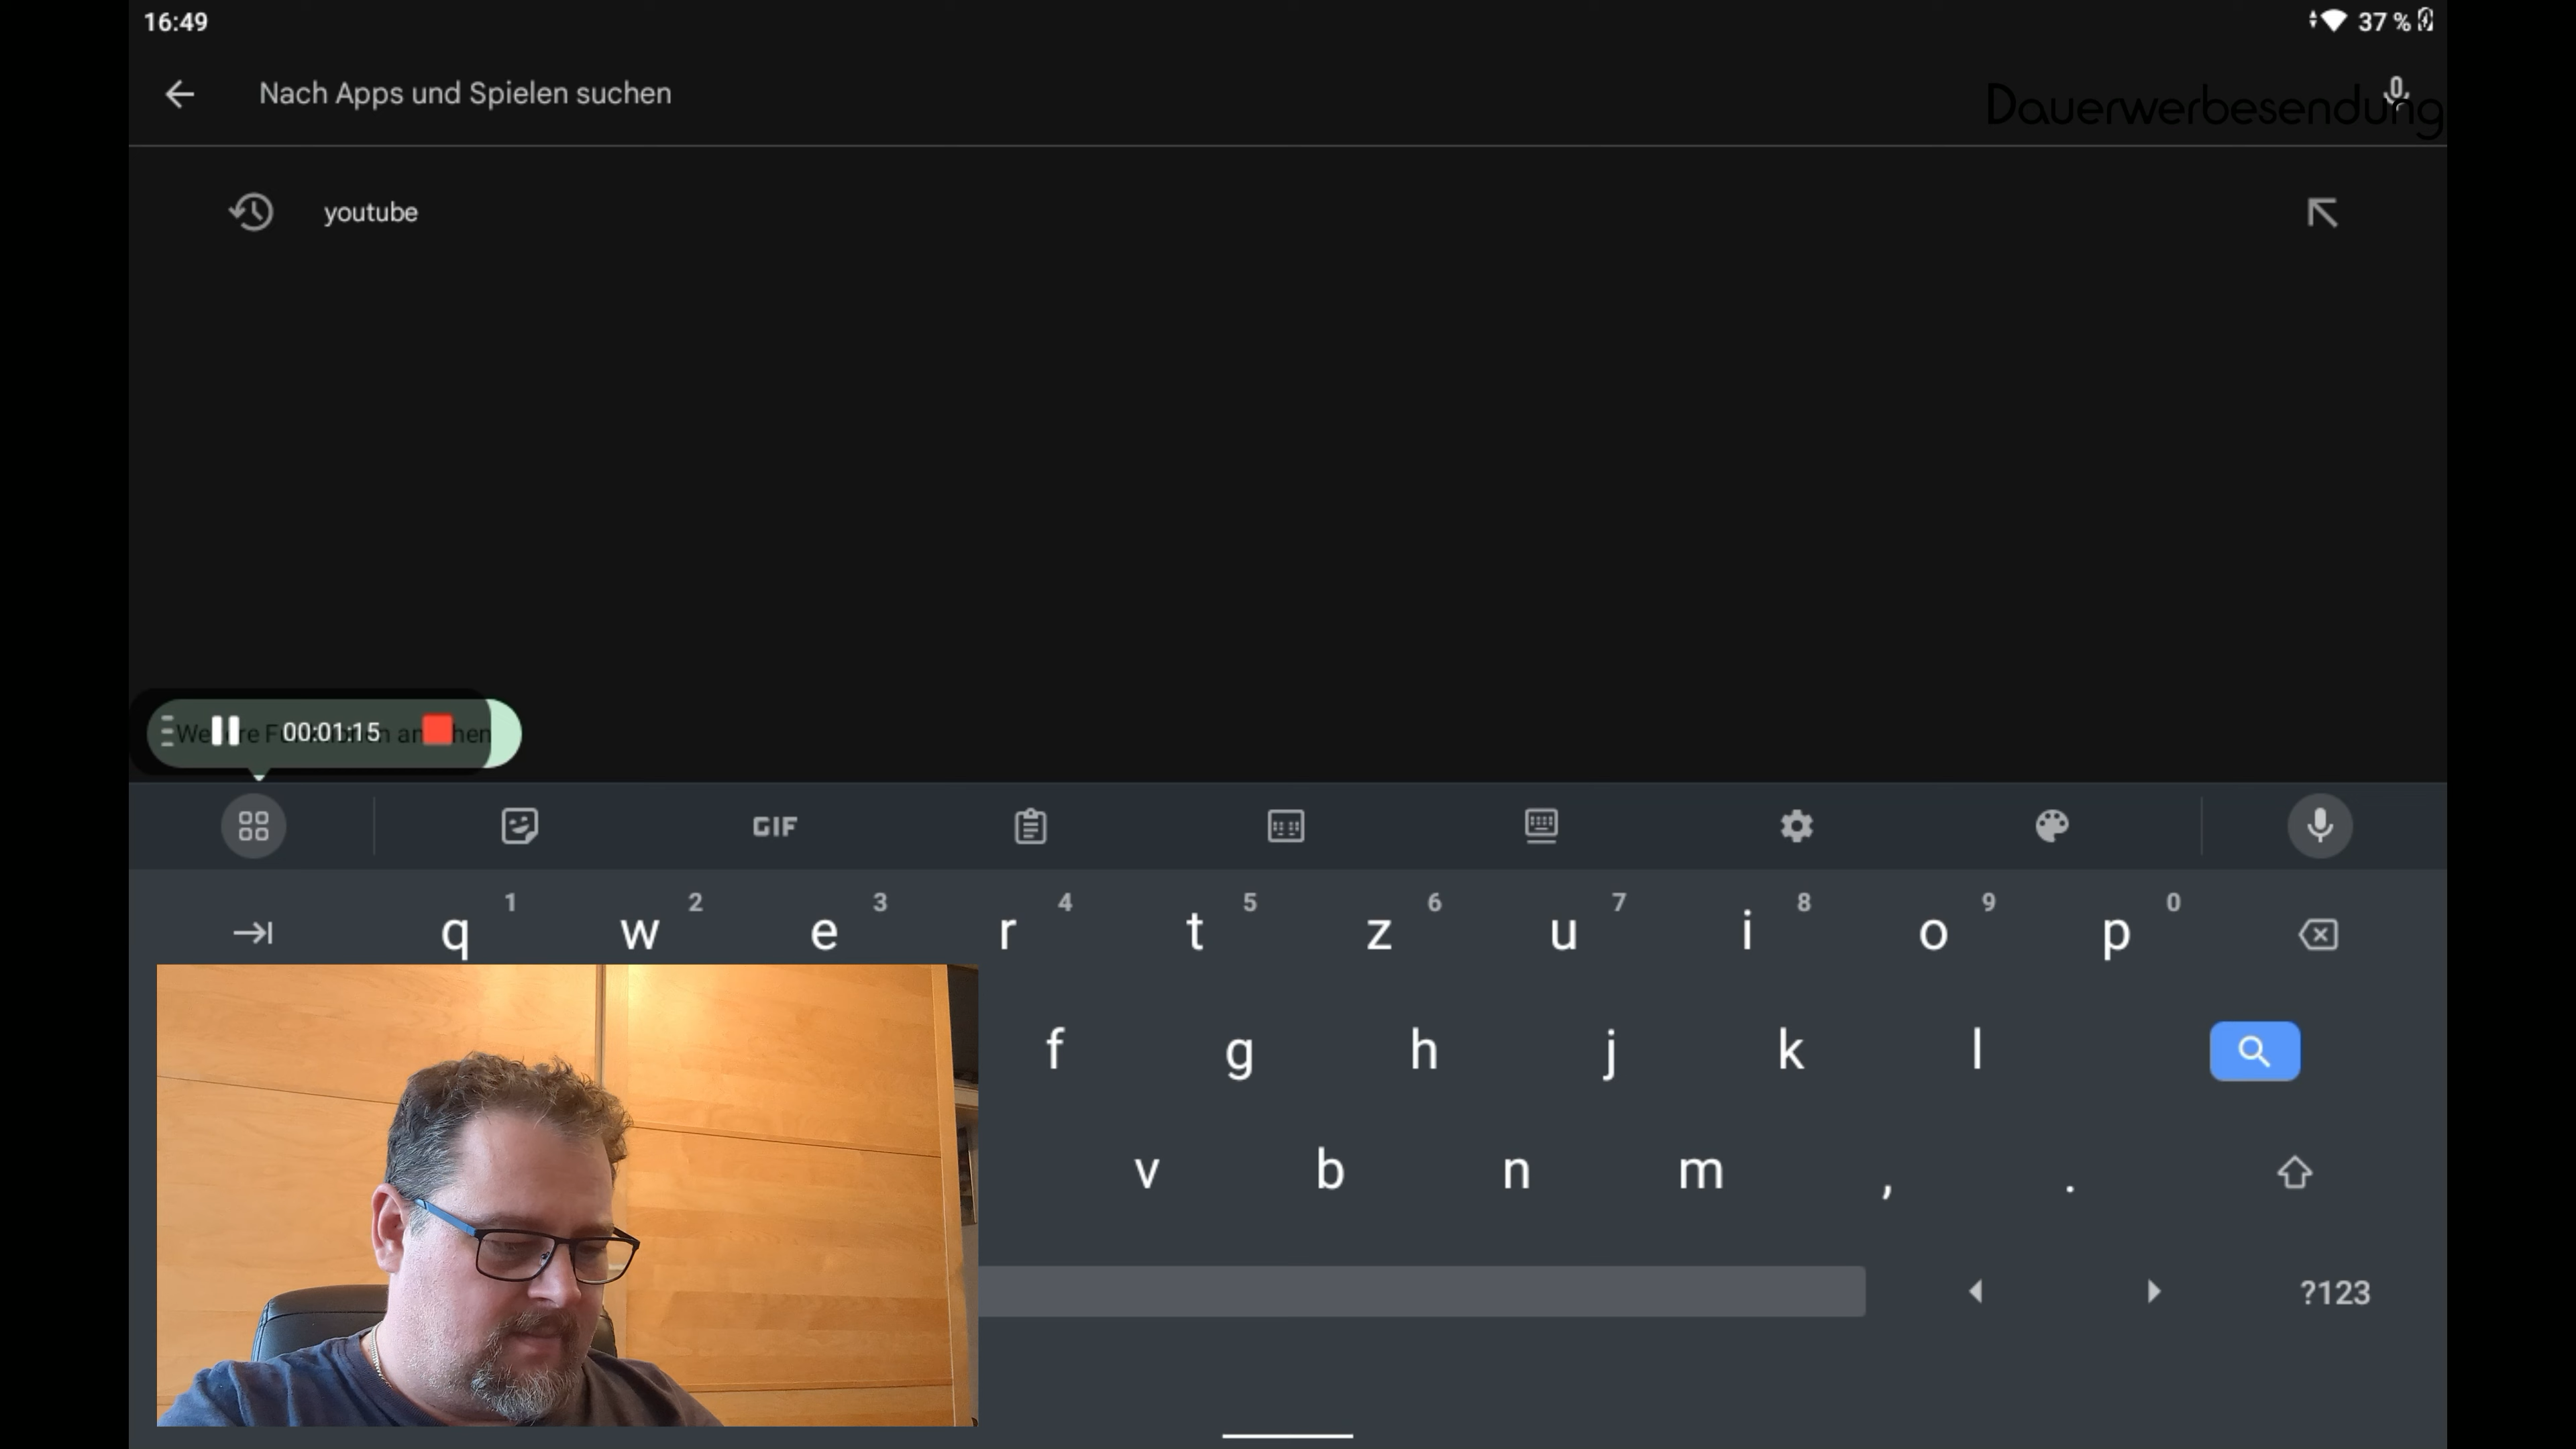 16:49
37 %
Nach Apps und Spielen suchen
Dauerwerbesendung
youtube
00:01:15
GIF
1 2 3 4 5 6 7 8 9 0
q w e r t z u i o p
f g h j k l
v b n m , .
?123